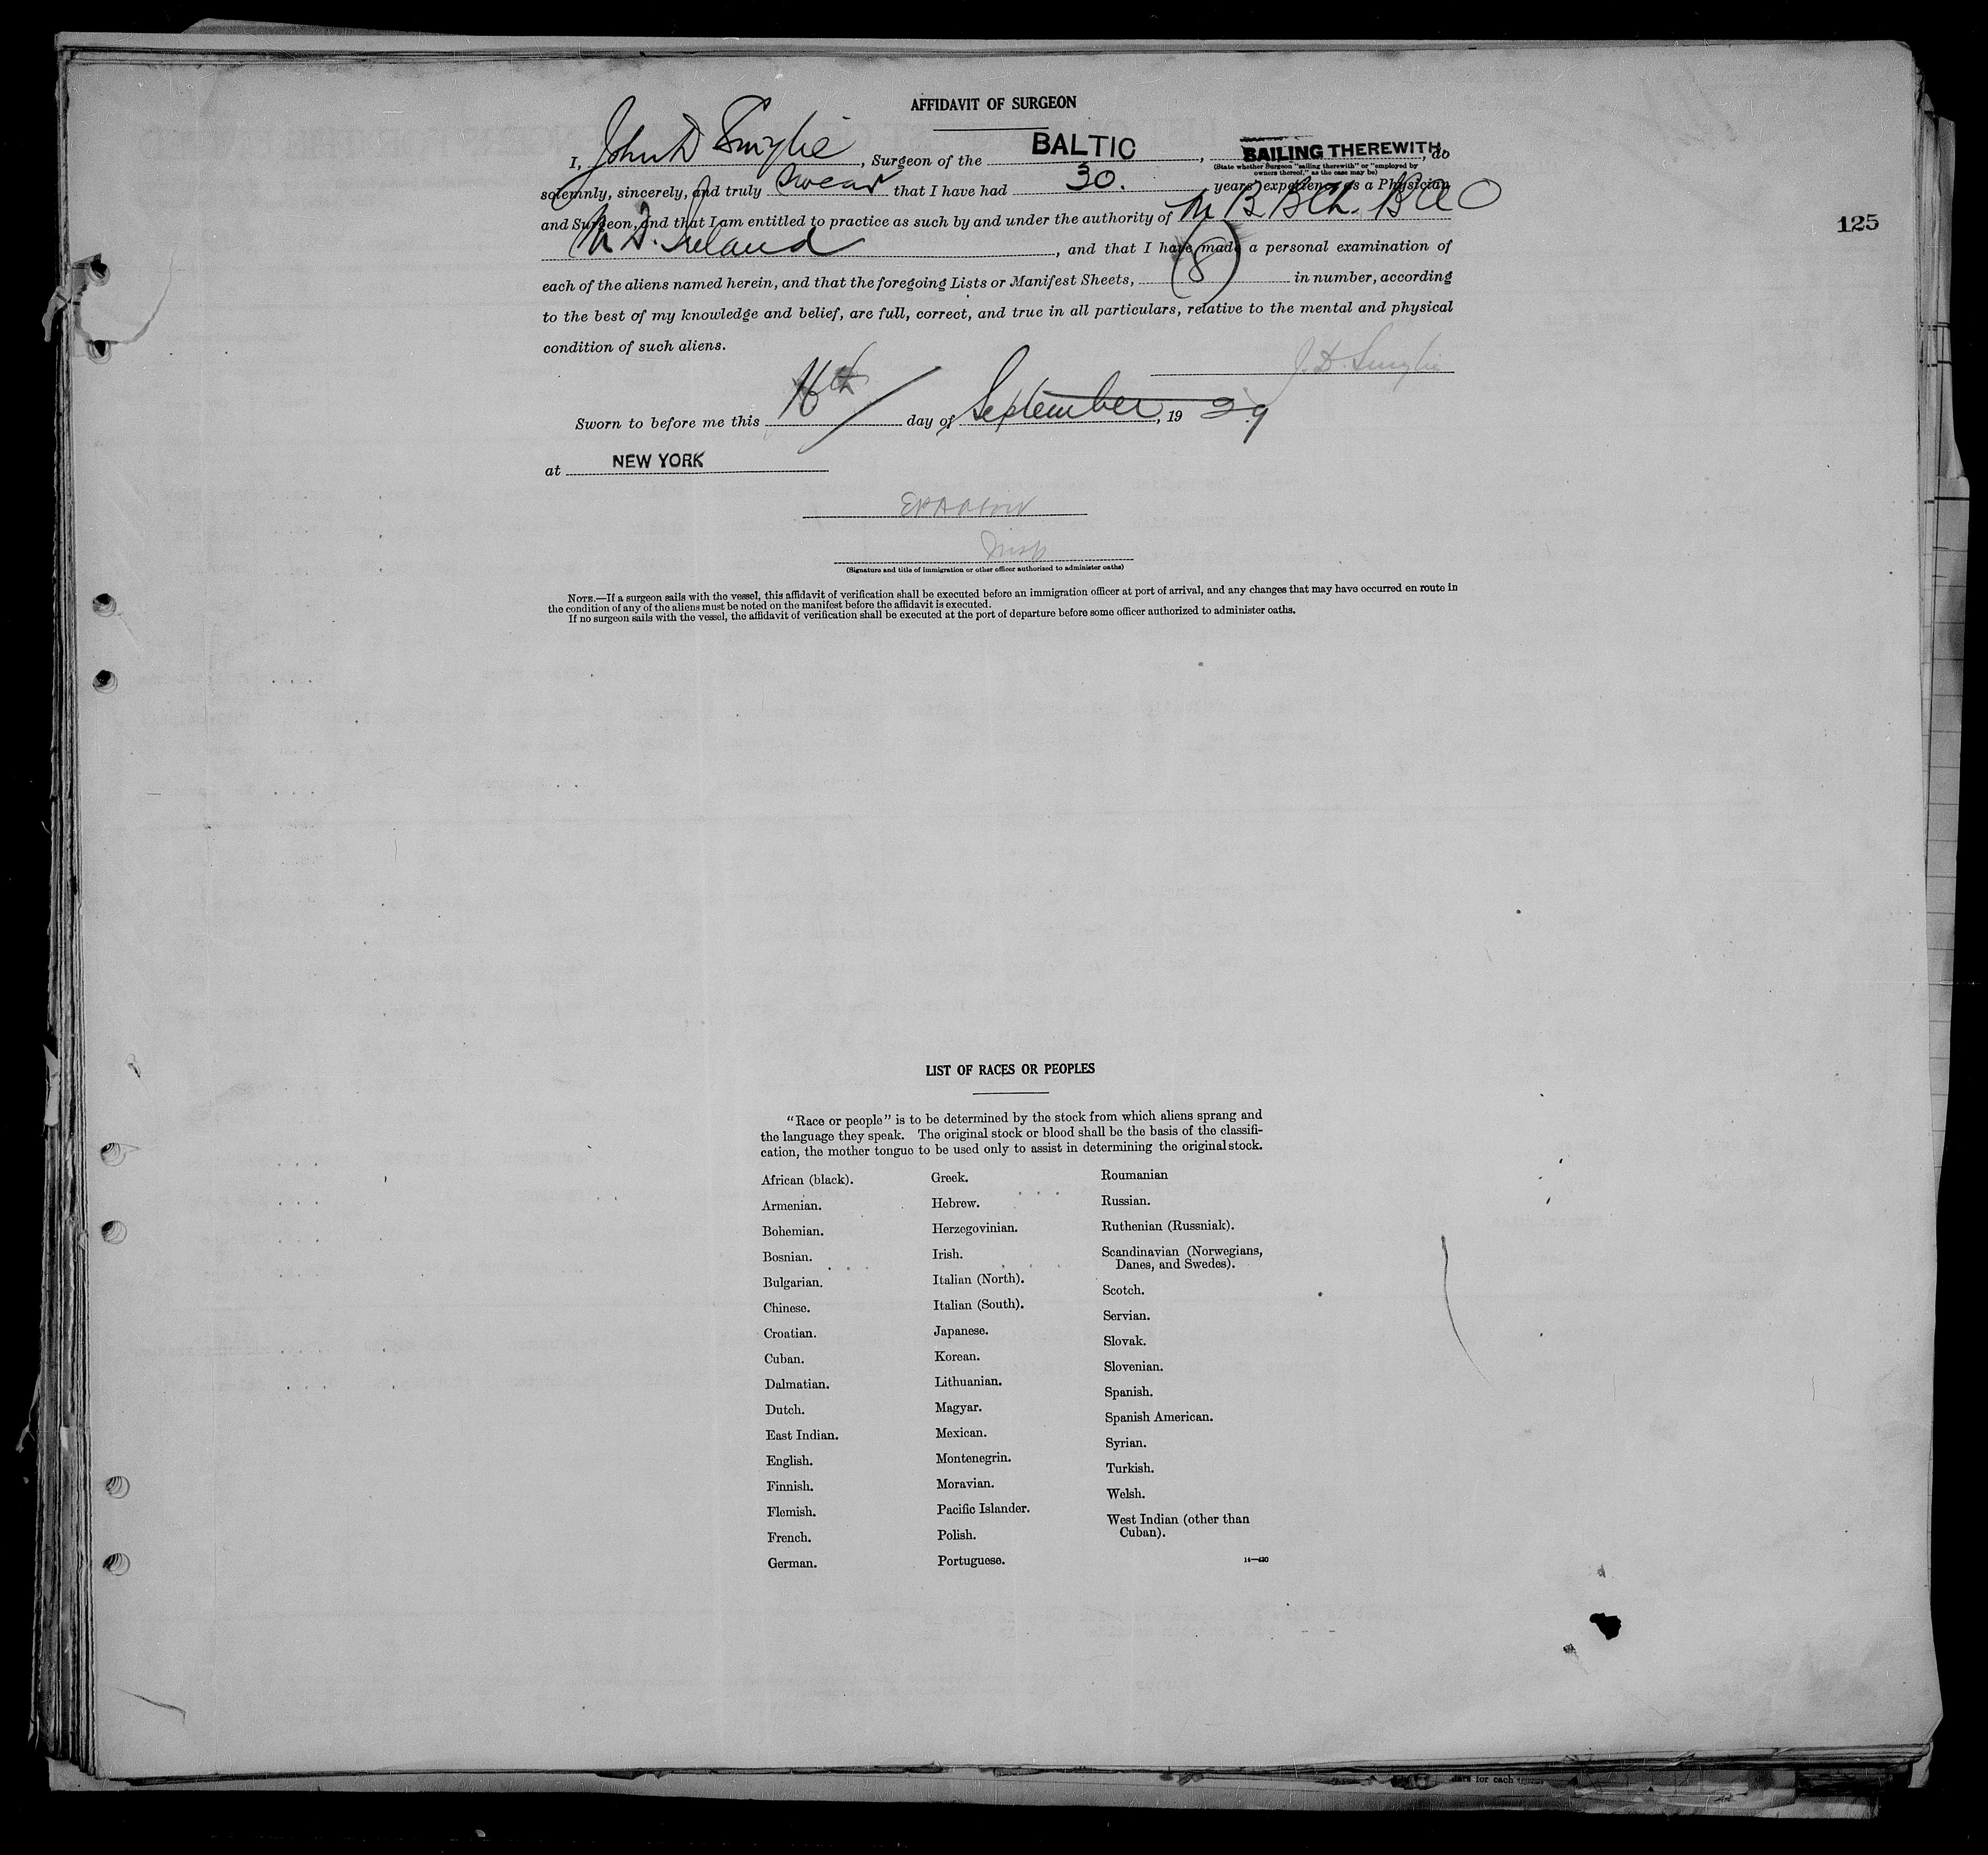 AFFIDAVIT OF SURGEON
125
I, John D Smylie, Surgeon of the BALTIC, SAILING THEREWITH, do
(State whether Surgeon "sailing therewith" or "employed by
owners thereof," as the case may be)
solemnly, sincerely, and truly swear that I have had 30. years' experience as a Physician
and Surgeon, and that I am entitled to practice as such by and under the authority of M B. BCh. BAO
Ireland, and that I have made a personal examination of
each of the aliens named herein, and that the foregoing Lists or Manifest Sheets, (8) in number, according
to the best of my knowledge and belief, are full, correct, and true in all particulars, relative to the mental and physical
condition of such aliens.
J. D. Smylie
Sworn to before me this 16th day of September, 1929
at NEW YORK
Insp
(Signature and title of immigration or other officer authorized to administer oaths)
NOTE.—If a surgeon sails with the vessel, this affidavit of verification shall be executed before an immigration officer at port of arrival, and any changes that may have occurred en route in
the condition of any of the aliens must be noted on the manifest before the affidavit is executed.
If no surgeon sails with the vessel, the affidavit of verification shall be executed at the port of departure before some officer authorized to administer oaths.
LIST OF RACES OR PEOPLES
"Race or people" is to be determined by the stock from which aliens sprang and
the language they speak. The original stock or blood shall be the basis of the classifi-
cation, the mother tongue to be used only to assist in determining the original stock.
African (black).
Armenian.
Bohemian.
Bosnian.
Bulgarian.
Chinese.
Croatian.
Cuban.
Dalmatian.
Dutch.
East Indian.
English.
Finnish.
Flemish.
French.
German.
Greek.
Hebrew.
Herzegovinian.
Irish.
Italian (North).
Italian (South).
Japanese.
Korean.
Lithuanian.
Magyar.
Mexican.
Montenegrin.
Moravian.
Pacific Islander.
Polish.
Portuguese.
Roumanian
Russian.
Ruthenian (Russniak).
Scandinavian (Norwegians,
Danes, and Swedes).
Scotch.
Servian.
Slovak.
Slovenian.
Spanish.
Spanish American.
Syrian.
Turkish.
Welsh.
West Indian (other than
Cuban).
14—430